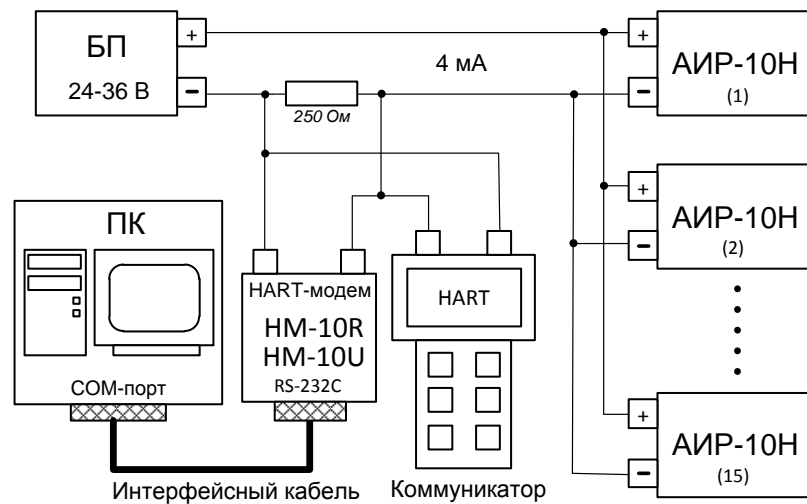 БП
24-36 В
+
−
250 Ом
4 мА
+
−
АИР-10Н
(1)
+
−
АИР-10Н
(2)
+
−
АИР-10Н
(15)
ПК
COM-порт
HART-модем
HM-10R
HM-10U
RS-232C
HART
Интерфейсный кабель
Коммуникатор